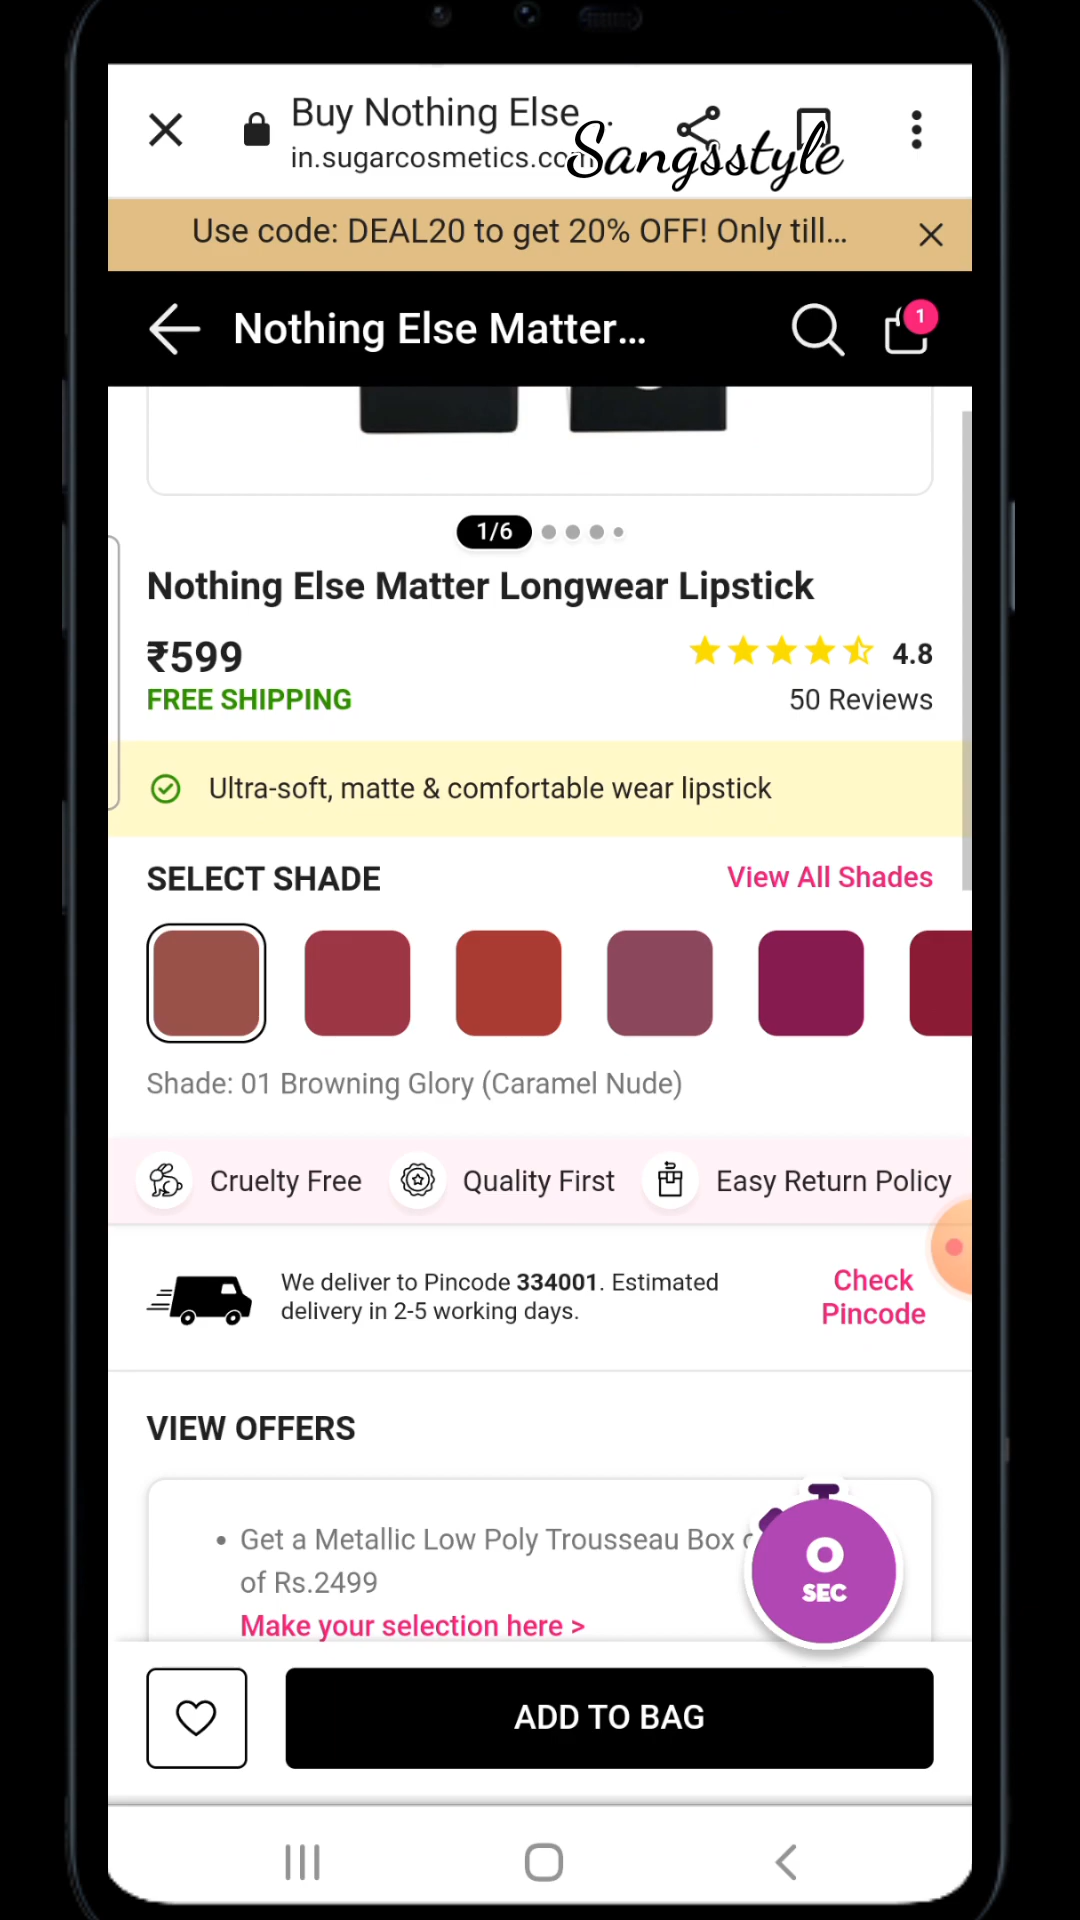 Buy Nothing Else...
in.sugarcosmetics.com
Sangsstyle
Use code: DEAL20 to get 20% OFF! Only till...
Nothing Else Matter...
1
1/6
Nothing Else Matter Longwear Lipstick
₹599
4.8
FREE SHIPPING
50 Reviews
Ultra-soft, matte & comfortable wear lipstick
SELECT SHADE
View All Shades
Shade: 01 Browning Glory (Caramel Nude)
Cruelty Free
Quality First
Easy Return Policy
We deliver to Pincode 334001. Estimated
delivery in 2-5 working days.
Check
Pincode
VIEW OFFERS
• Get a Metallic Low Poly Trousseau Box
of Rs.2499
Make your selection here >
0
SEC
ADD TO BAG